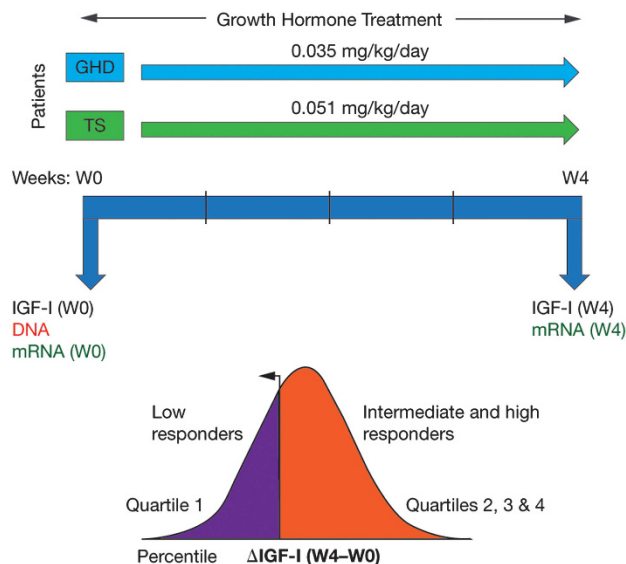 Growth Hormone Treatment
Patients
GHD
0.035 mg/kg/day
TS
0.051 mg/kg/day
Weeks: W0
W4
IGF-I (W0)
DNA
mRNA (W0)
IGF-I (W4)
mRNA (W4)
Low
responders
Intermediate and high
responders
Quartile 1
Quartiles 2, 3 & 4
Percentile
ΔIGF-I (W4–W0)